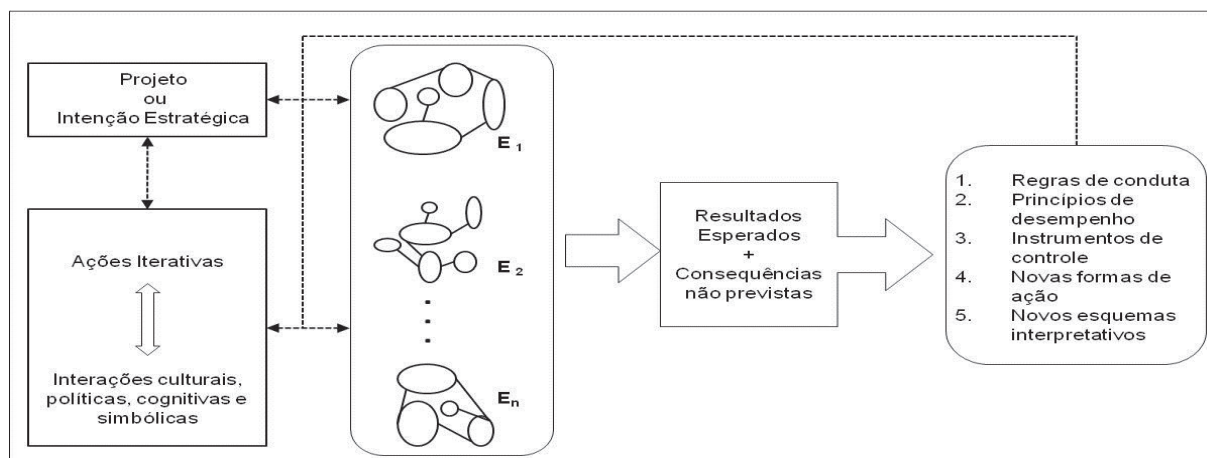 Projeto
ou
Intenção Estratégica
Ações Iterativas
Interações culturais,
políticas, cognitivas e
simbólicas
E 1
E 2
E n
Resultados
Esperados
+
Consequências
não previstas
1. Regras de conduta
2. Princípios de
desempenho
3. Instrumentos de
controle
4. Novas formas de
ação
5. Novos esquemas
interpretativos